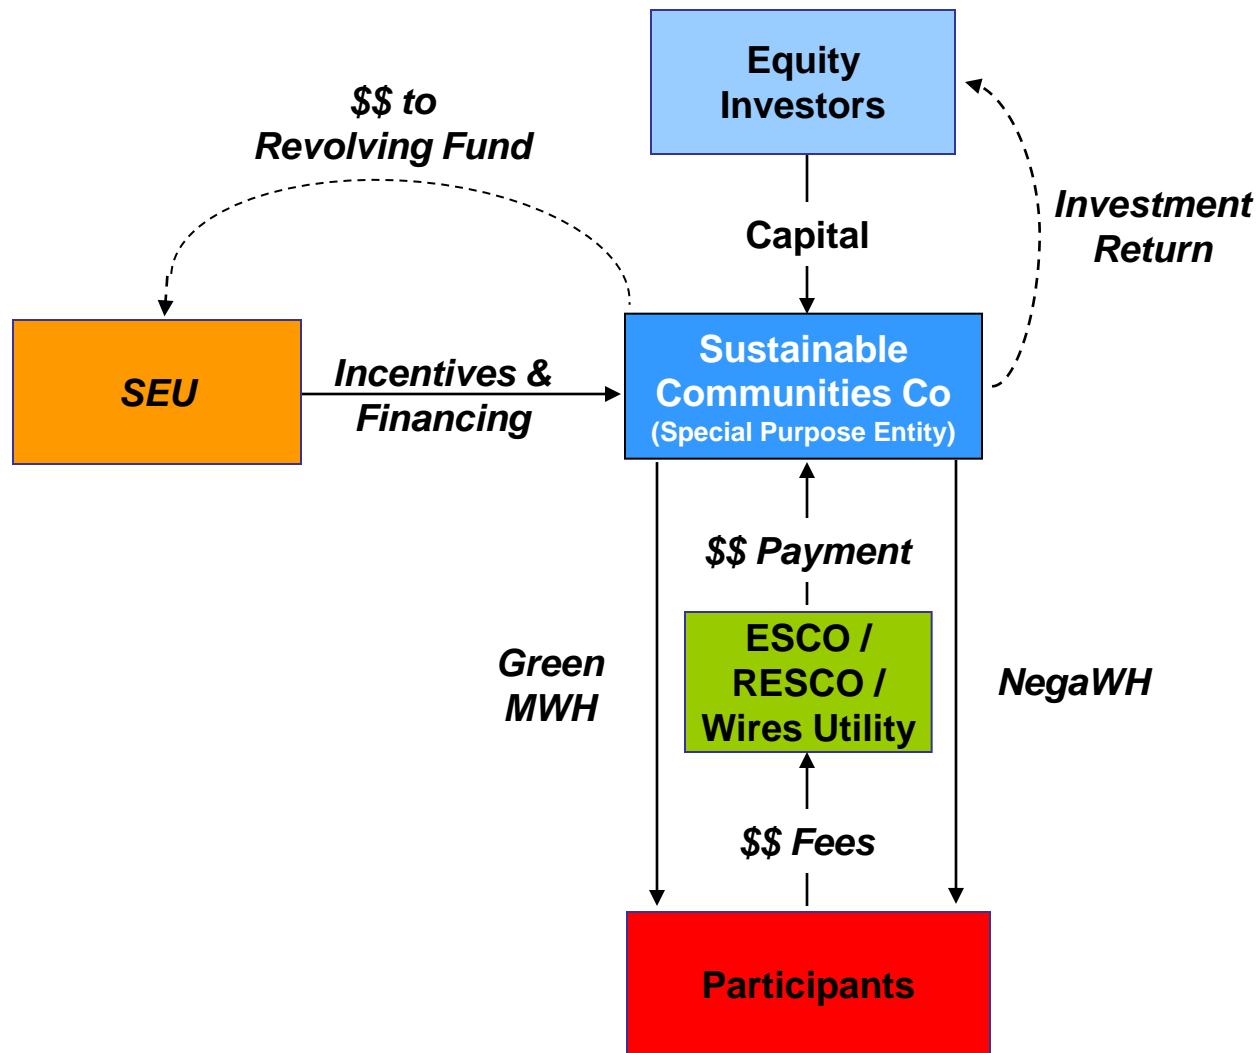 Equity
Investors
$$ to
Revolving Fund
Investment
Return
Capital
SEU
Incentives &
Financing
Sustainable
Communities Co
(Special Purpose Entity)
$$ Payment
ESCO /
RESCO /
Wires Utility
Green
MWH
NegaWH
$$ Fees
Participants